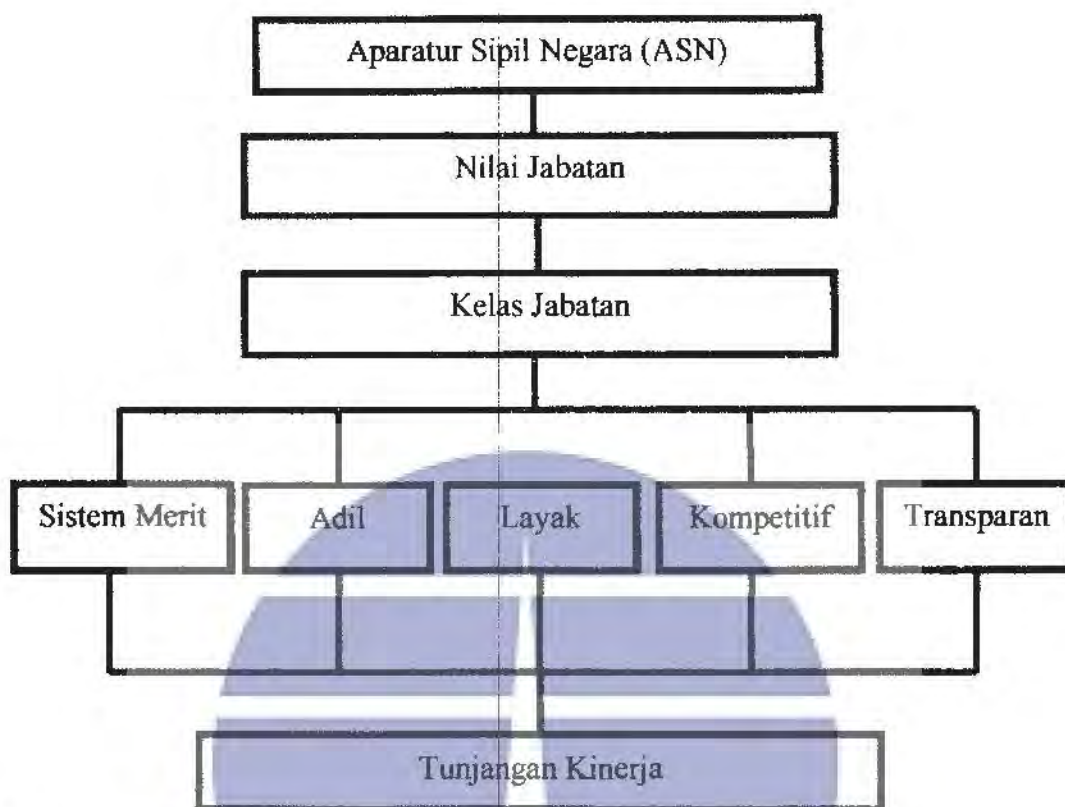 Aparatur Sipil Negara (ASN)
Nilai Jabatan
Kelas Jabatan
Sistem Merit
Adil
Layak
Kompetitif
Transparan
Tunjangan Kinerja